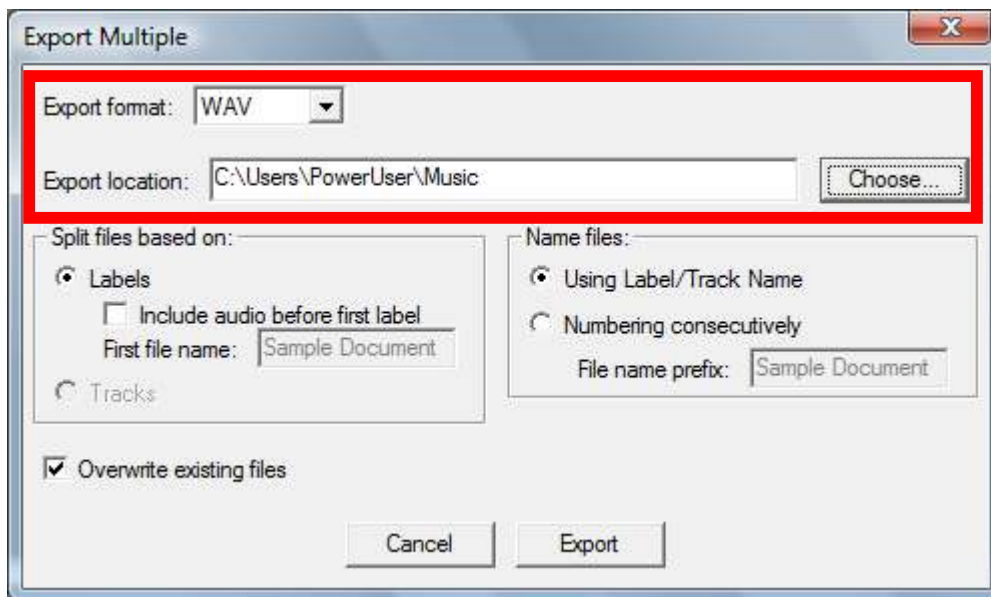 Export Multiple
Export format: WAV
Export location: C:\Users\PowerUser\Music Choose...
Split files based on:
Labels
Include audio before first label
First file name: Sample Document
Tracks
Name files:
Using Label/Track Name
Numbering consecutively
File name prefix: Sample Document
Overwrite existing files
Cancel Export